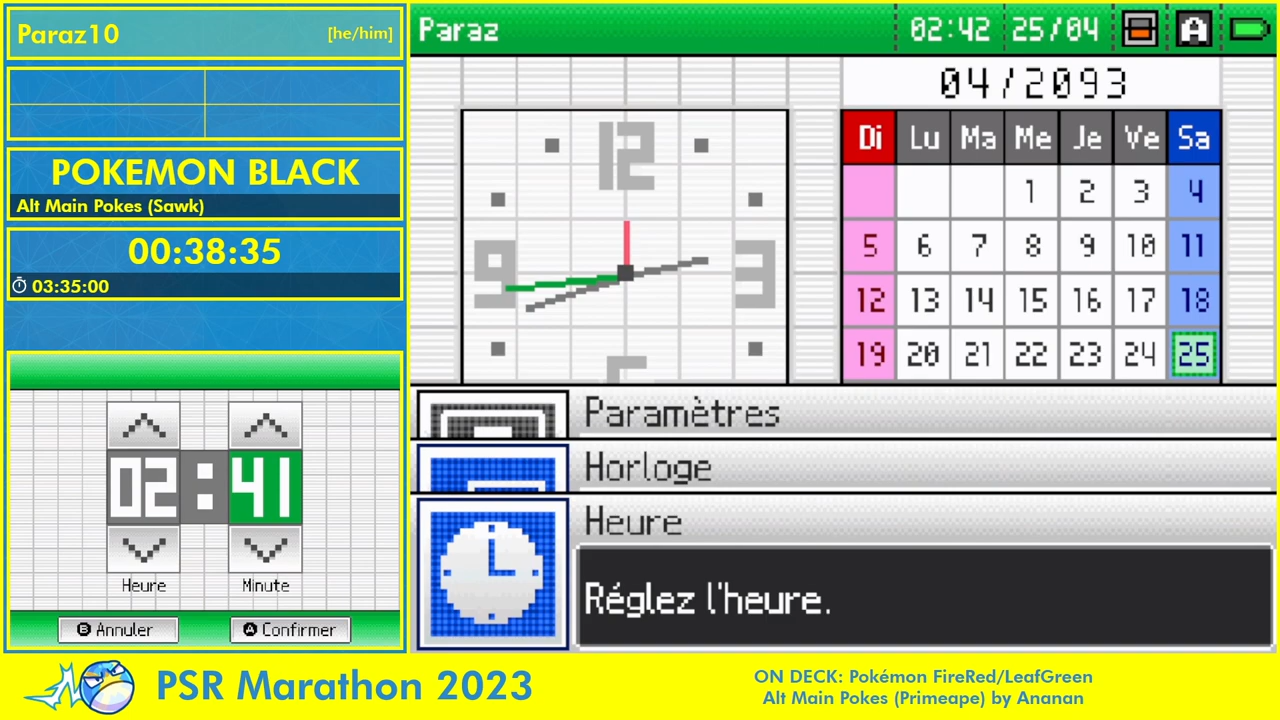 Paraz10
[he/him]
POKEMON BLACK
Alt Main Pokes (Sawk)
00:38:35
03:35:00
02:41
Heure Minute
B Annuler A Confirmer
Paraz 02:42 25/04 A
04/2093
Di Lu Ma Me Je Ve Sa
1 2 3 4
5 6 7 8 9 10 11
12 13 14 15 16 17 18
19 20 21 22 23 24 25
12
9 3
Paramètres
Horloge
Heure
Réglez l'heure.
PSR Marathon 2023
ON DECK: Pokémon FireRed/LeafGreen
Alt Main Pokes (Primeape) by Ananan